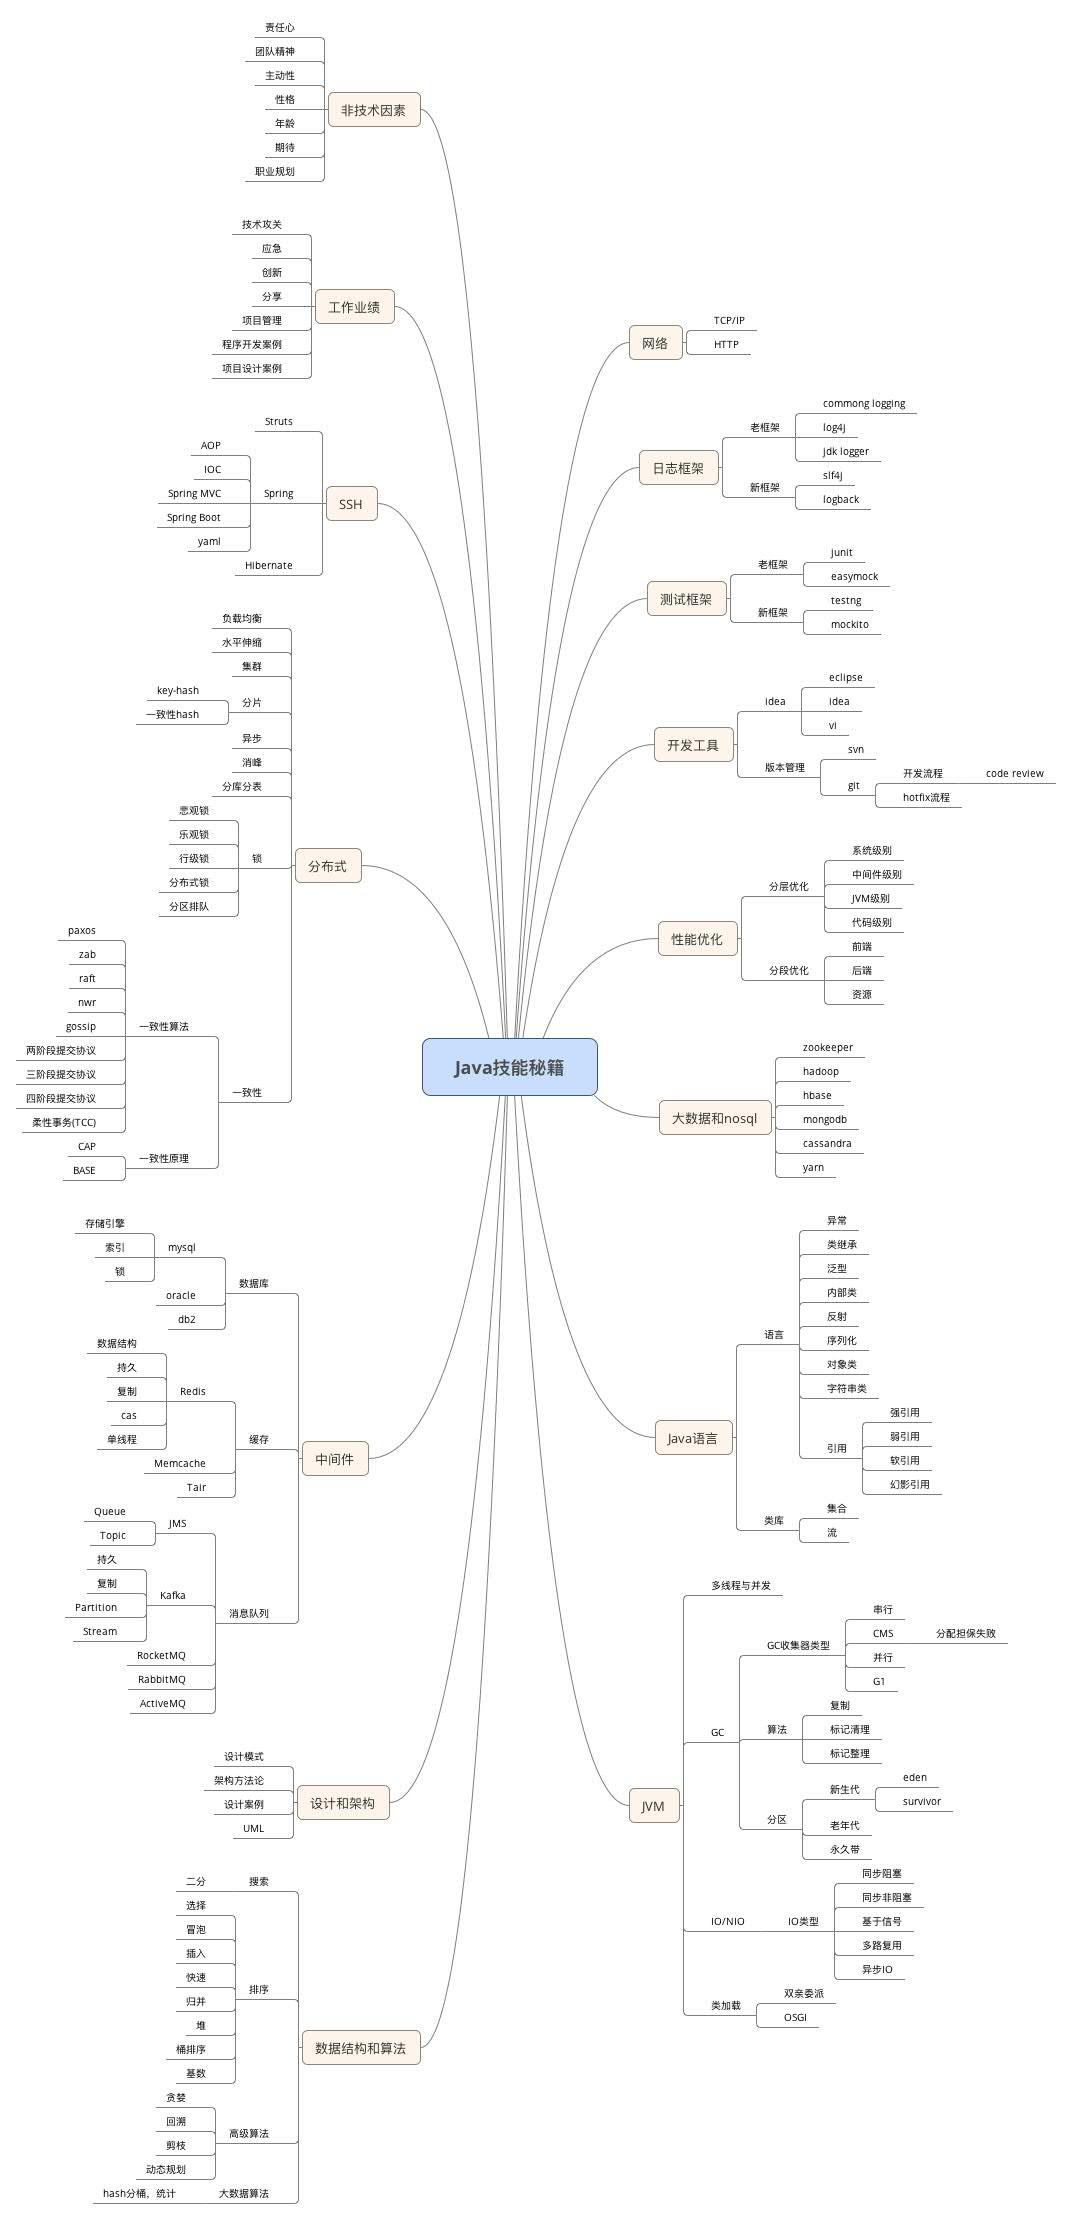 Java技能秘籍
非技术因素
责任心
团队精神
主动性
性格
年龄
期待
职业规划
工作业绩
技术攻关
应急
创新
分享
项目管理
程序开发案例
项目设计案例
SSH
Struts
Spring
AOP
IOC
Spring MVC
Spring Boot
yaml
Hibernate
分布式
负载均衡
水平伸缩
集群
分片
key-hash
一致性hash
异步
消峰
分库分表
锁
悲观锁
乐观锁
行级锁
分布式锁
分区排队
一致性
一致性算法
paxos
zab
raft
nwr
gossip
两阶段提交协议
三阶段提交协议
四阶段提交协议
柔性事务(TCC)
一致性原理
CAP
BASE
中间件
数据库
mysql
存储引擎
索引
锁
oracle
db2
缓存
Redis
数据结构
持久
复制
cas
单线程
Memcache
Tair
消息队列
JMS
Queue
Topic
Kafka
持久
复制
Partition
Stream
RocketMQ
RabbitMQ
ActiveMQ
设计和架构
设计模式
架构方法论
设计案例
UML
数据结构和算法
搜索
二分
排序
选择
冒泡
插入
快速
归并
堆
桶排序
基数
高级算法
贪婪
回溯
剪枝
动态规划
大数据算法
hash分桶，统计
网络
TCP/IP
HTTP
日志框架
老框架
commong logging
log4j
jdk logger
新框架
slf4j
logback
测试框架
老框架
junit
easymock
新框架
testng
mockito
开发工具
idea
eclipse
idea
vi
版本管理
svn
git
开发流程
code review
hotfix流程
性能优化
分层优化
系统级别
中间件级别
JVM级别
代码级别
分段优化
前端
后端
资源
大数据和nosql
zookeeper
hadoop
hbase
mongodb
cassandra
yarn
Java语言
语言
异常
类继承
泛型
内部类
反射
序列化
对象类
字符串类
引用
强引用
弱引用
软引用
幻影引用
类库
集合
流
JVM
多线程与并发
GC
GC收集器类型
串行
CMS
分配担保失败
并行
G1
算法
复制
标记清理
标记整理
分区
新生代
eden
survivor
老年代
永久带
IO/NIO
IO类型
同步阻塞
同步非阻塞
基于信号
多路复用
异步IO
类加载
双亲委派
OSGI